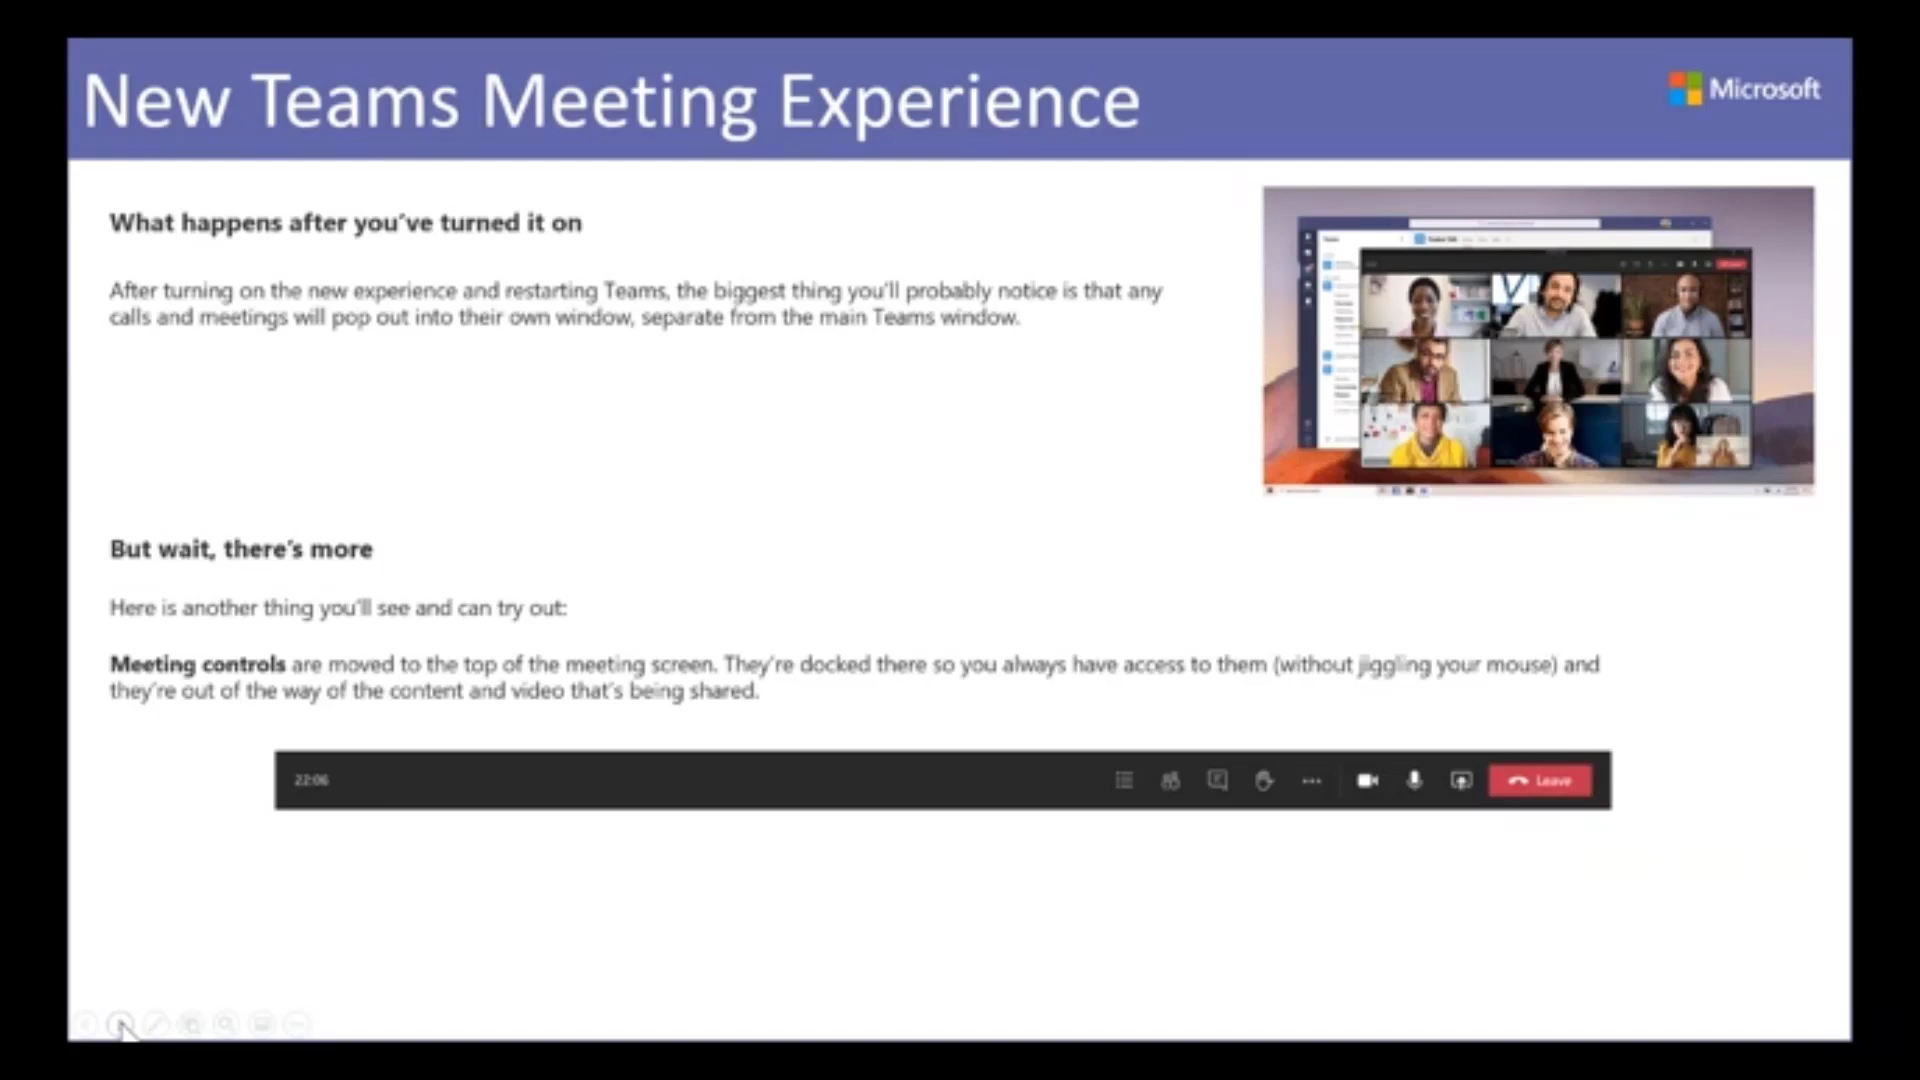 New Teams Meeting Experience
Microsoft
What happens after you've turned it on
After turning on the new experience and restarting Teams, the biggest thing you'll probably notice is that any
calls and meetings will pop out into their own window, separate from the main Teams window.
But wait, there's more
Here is another thing you'll see and can try out:
Meeting controls are moved to the top of the meeting screen. They're docked there so you always have access to them (without jiggling your mouse) and
they're out of the way of the content and video that's being shared.
22:06
Leave